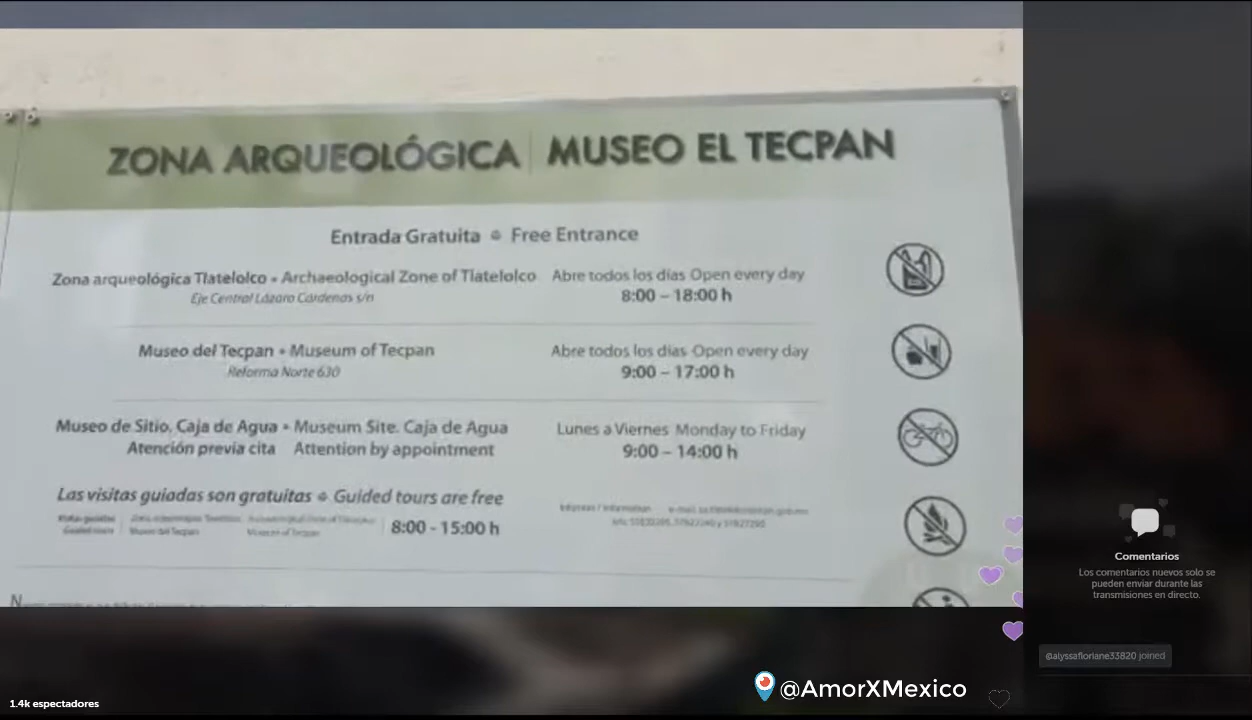 ZONA ARQUEOLÓGICA | MUSEO EL TECPAN
Entrada Gratuita Free Entrance
Zona arqueológica Tlatelolco • Archaeological Zone of Tlatelolco Abre todos los días Open every day
Eje Central Lázaro Cárdenas s/n 8:00 – 18:00 h
Museo del Tecpan • Museum of Tecpan Abre todos los días Open every day
Reforma Norte 630 9:00 – 17:00 h
Museo de Sitio. Caja de Agua • Museum Site. Caja de Agua Lunes a Viernes Monday to Friday
Atención previa cita Attention by appointment 9:00 – 14:00 h
Las visitas guiadas son gratuitas Guided tours are free
8:00 - 15:00 h
Comentarios
Los comentarios nuevos solo se
pueden enviar durante las
transmisiones en directo.
@alyssafloriane33820 joined
@AmorXMexico
1.4k espectadores